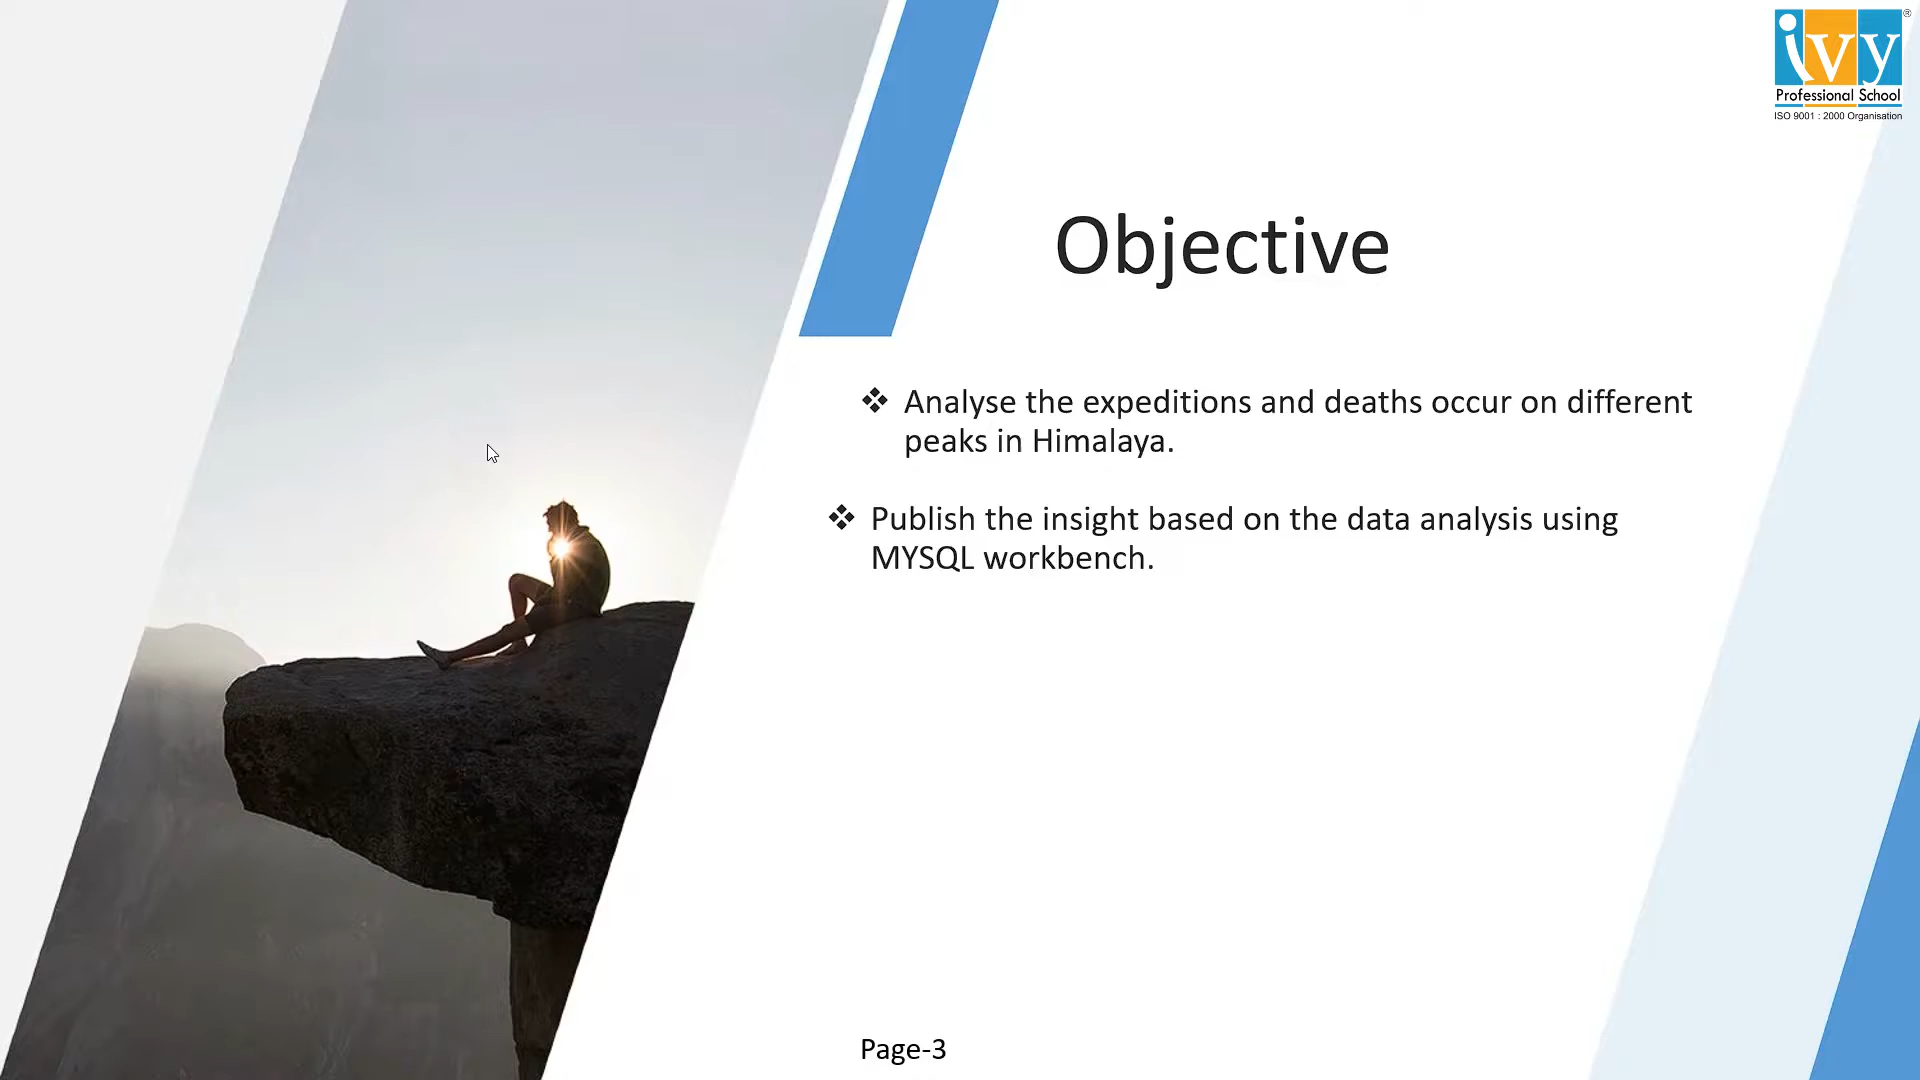 ivy
®
Professional School
ISO 9001 : 2000 Organisation
Objective
❖ Analyse the expeditions and deaths occur on different
peaks in Himalaya.
❖ Publish the insight based on the data analysis using
MYSQL workbench.
Page-3